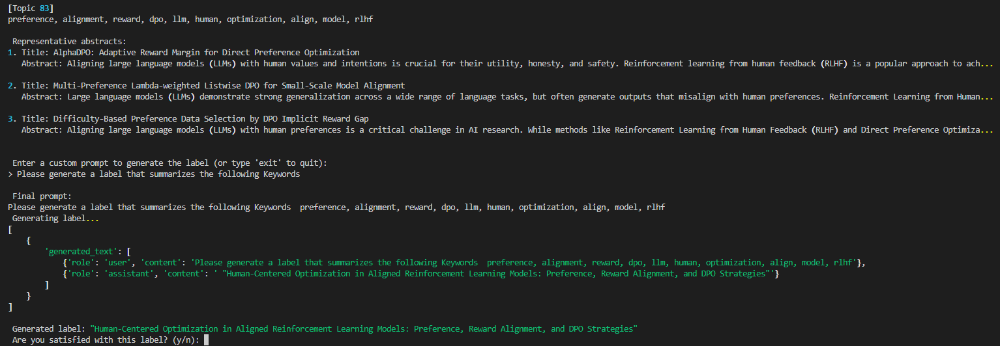 [Topic 83]
preference, alignment, reward, dpo, llm, human, optimization, align, model, rlhf
Representative abstracts:
1. Title: AlphaDPO: Adaptive Reward Margin for Direct Preference Optimization
Abstract: Aligning large language models (LLMs) with human values and intentions is crucial for their utility, honesty, and safety. Reinforcement learning from human feedback (RLHF) is a popular approach to ach...
2. Title: Multi-Preference Lambda-weighted Listwise DPO for Small-Scale Model Alignment
Abstract: Large language models (LLMs) demonstrate strong generalization across a wide range of language tasks, but often generate outputs that misalign with human preferences. Reinforcement Learning from Human...
3. Title: Difficulty-Based Preference Data Selection by DPO Implicit Reward Gap
Abstract: Aligning large language models (LLMs) with human preferences is a critical challenge in AI research. While methods like Reinforcement Learning from Human Feedback (RLHF) and Direct Preference Optimiza...
Enter a custom prompt to generate the label (or type 'exit' to quit):
> Please generate a label that summarizes the following Keywords
Final prompt:
Please generate a label that summarizes the following Keywords  preference, alignment, reward, dpo, llm, human, optimization, align, model, rlhf
Generating label...
[
{
'generated_text': [
{'role': 'user', 'content': 'Please generate a label that summarizes the following Keywords  preference, alignment, reward, dpo, llm, human, optimization, align, model, rlhf'},
{'role': 'assistant', 'content': ' "Human-Centered Optimization in Aligned Reinforcement Learning Models: Preference, Reward Alignment, and DPO Strategies"'}
]
}
]
Generated label: "Human-Centered Optimization in Aligned Reinforcement Learning Models: Preference, Reward Alignment, and DPO Strategies"
Are you satisfied with this label? (y/n):